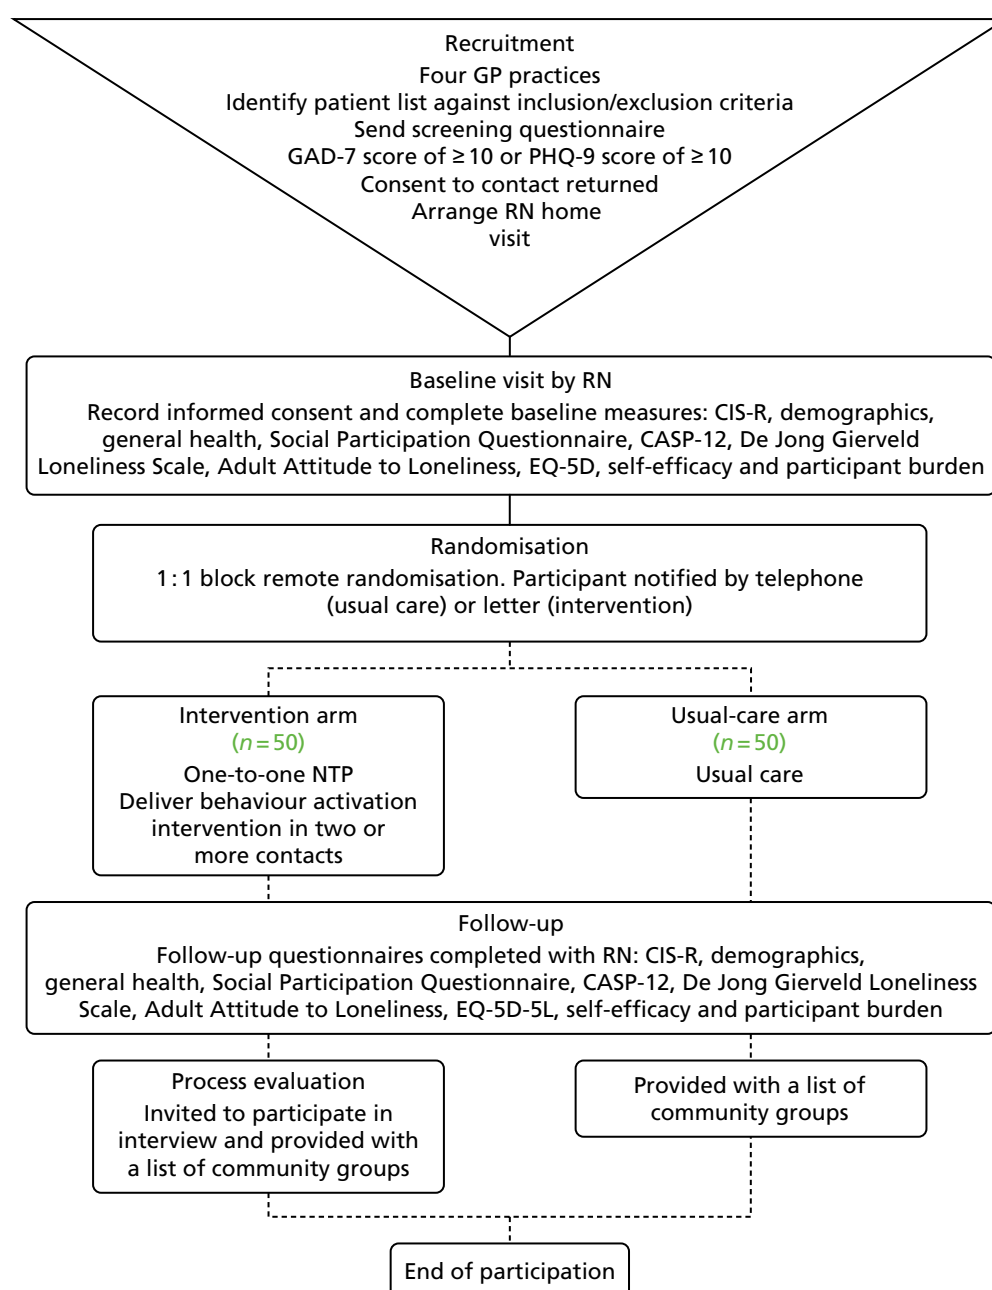 Recruitment
Four GP practices
Identify patient list against inclusion/exclusion criteria
Send screening questionnaire
GAD-7 score of ≥ 10 or PHQ-9 score of ≥ 10
Consent to contact returned
Arrange RN home
visit
Baseline visit by RN
Record informed consent and complete baseline measures: CIS-R, demographics,
general health, Social Participation Questionnaire, CASP-12, De Jong Gierveld
Loneliness Scale, Adult Attitude to Loneliness, EQ-5D, self-efficacy and participant burden
Randomisation
1 : 1 block remote randomisation. Participant notified by telephone
(usual care) or letter (intervention)
Intervention arm
(n = 50)
One-to-one NTP
Deliver behaviour activation
intervention in two or
more contacts
Usual-care arm
(n = 50)
Usual care
Follow-up
Follow-up questionnaires completed with RN: CIS-R, demographics,
general health, Social Participation Questionnaire, CASP-12, De Jong Gierveld Loneliness
Scale, Adult Attitude to Loneliness, EQ-5D-5L, self-efficacy and participant burden
Process evaluation
Invited to participate in
interview and provided with
a list of community groups
Provided with a list of
community groups
End of participation